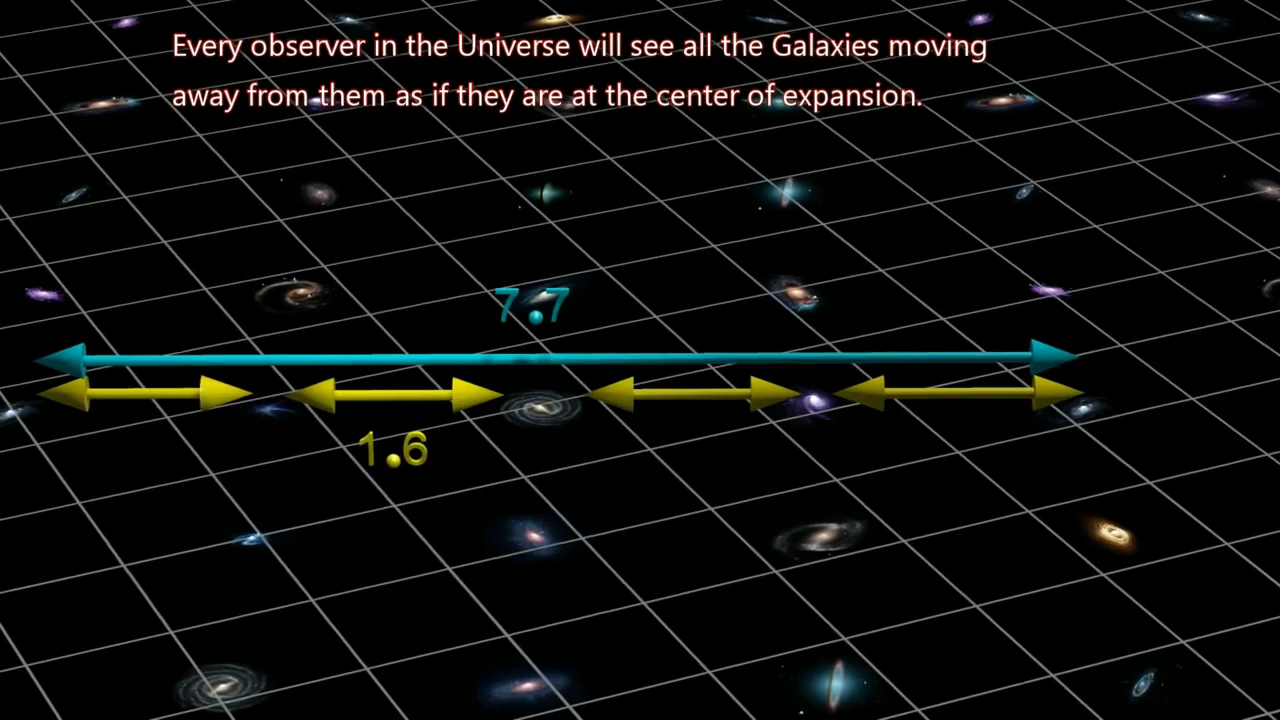 Every observer in the Universe will see all the Galaxies moving
away from them as if they are at the center of expansion.
7.7
1.6